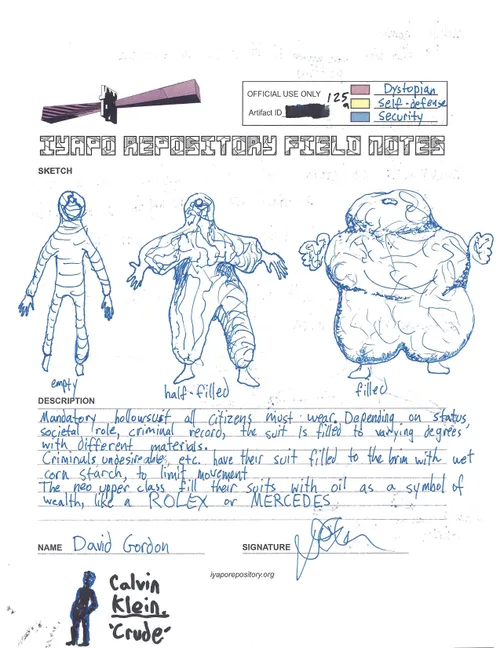 OFFICIAL USE ONLY
Artifact ID
125
9
Dystopian
Self-defense
Security
IYAPO REPOSITORY FIELD NOTES
SKETCH
empty
half-filled
filled
DESCRIPTION
Mandatory hollowsuit all citizens must wear. Depending on status
societal role, criminal record, the suit is filled to varying degrees
with different materials.
Criminals, undesireables, etc. have their suit filled to the brim with wet
corn starch, to limit movement
The neo upper class fill their suits with oil as a symbol of
wealth, like a ROLEX or MERCEDES
NAME David Gordon
SIGNATURE
iyaporepository.org
Calvin
Klein.
"Crude"